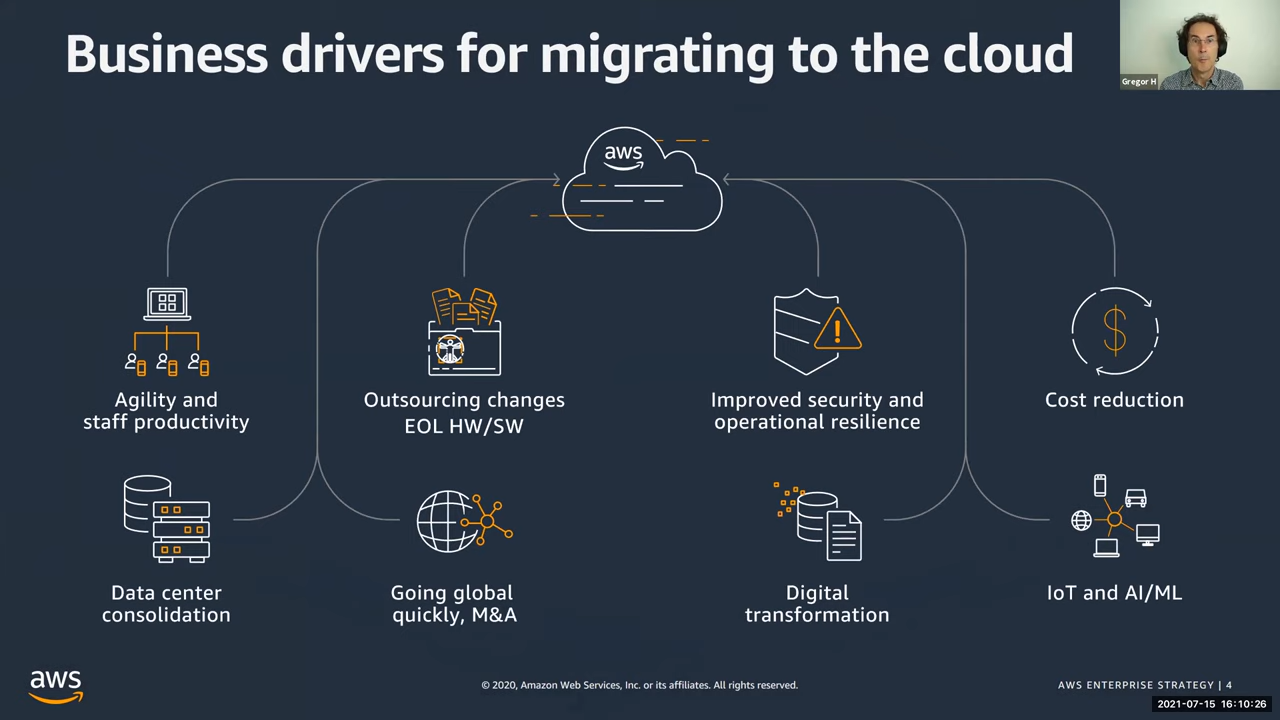 Business drivers for migrating to the cloud
Gregor H
aws
Agility and
staff productivity
Outsourcing changes
EOL HW/SW
Improved security and
operational resilience
Cost reduction
Data center
consolidation
Going global
quickly, M&A
Digital
transformation
IoT and AI/ML
aws
© 2020, Amazon Web Services, Inc. or its affiliates. All rights reserved.
AWS ENTERPRISE STRATEGY | 4
2021-07-15 16:10:26